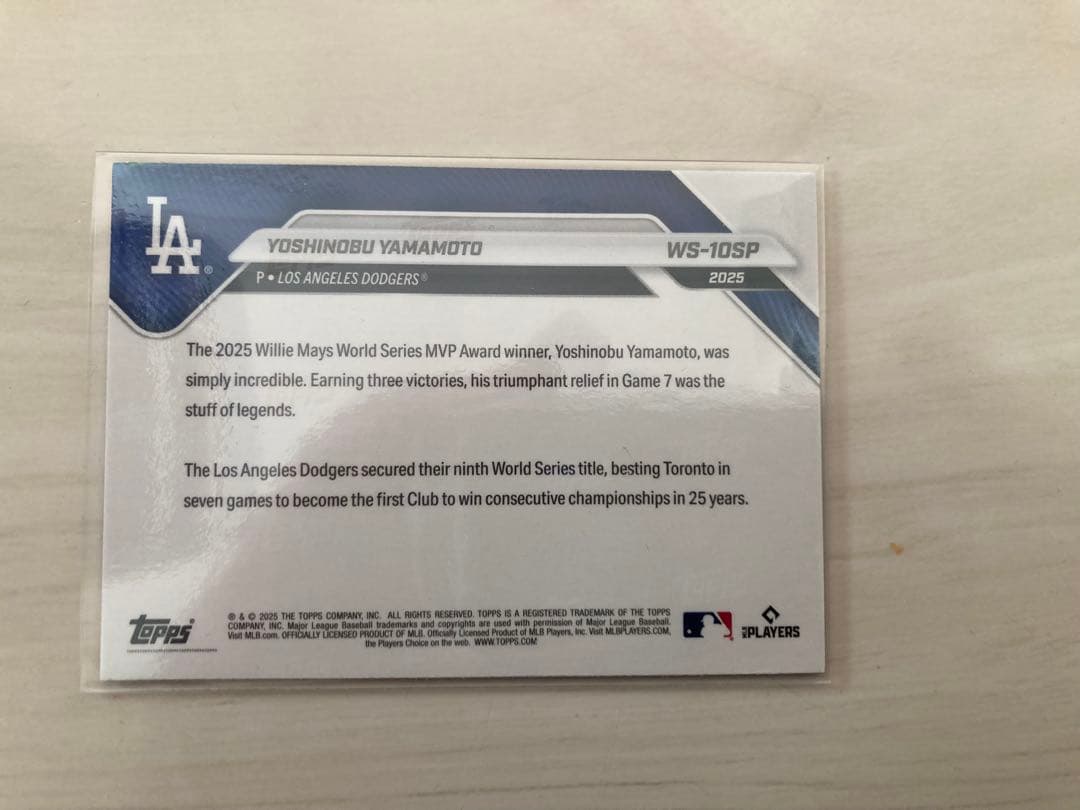 LA®
YOSHINOBU YAMAMOTO
WS-10SP
P • LOS ANGELES DODGERS®
2025
The 2025 Willie Mays World Series MVP Award winner, Yoshinobu Yamamoto, was
simply incredible. Earning three victories, his triumphant relief in Game 7 was the
stuff of legends.
The Los Angeles Dodgers secured their ninth World Series title, besting Toronto in
seven games to become the first Club to win consecutive championships in 25 years.
topps®
® & © 2025 THE TOPPS COMPANY, INC. ALL RIGHTS RESERVED. TOPPS IS A REGISTERED TRADEMARK OF THE TOPPS
COMPANY, INC. Major League Baseball trademarks and copyrights are used with permission of Major League Baseball.
Visit MLB.com. OFFICIALLY LICENSED PRODUCT OF MLB. Officially Licensed Product of MLB Players, Inc. Visit MLBPLAYERS.COM,
the Players Choice on the web. WWW.TOPPS.COM
MLB PLAYERS